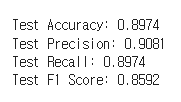 Test Accuracy: 0.8974
Test Precision: 0.9081
Test Recall: 0.8974
Test F1 Score: 0.8592